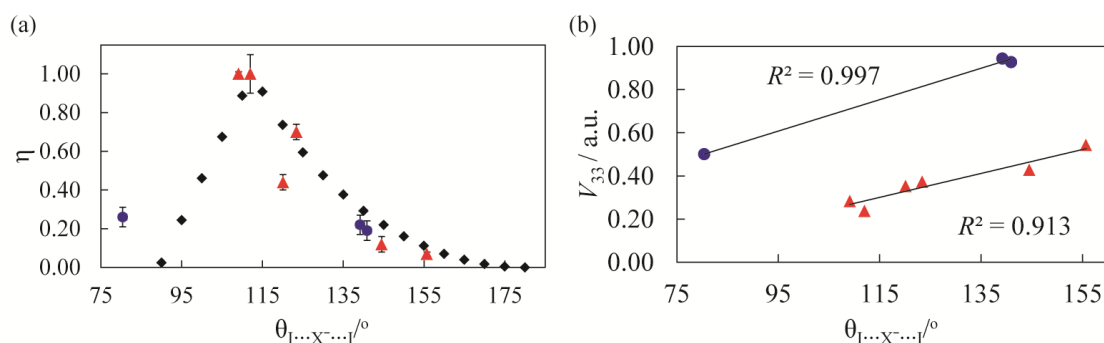 (a)
1.00
0.80
0.60
η
0.40
0.20
0.00
75 95 115 135 155 175
θI···X⁻···I/º
(b)
1.00
0.80
0.60
V33 / a.u.
0.40
0.20
0.00
R² = 0.997
R² = 0.913
75 95 115 135 155
θI···X⁻···I/º